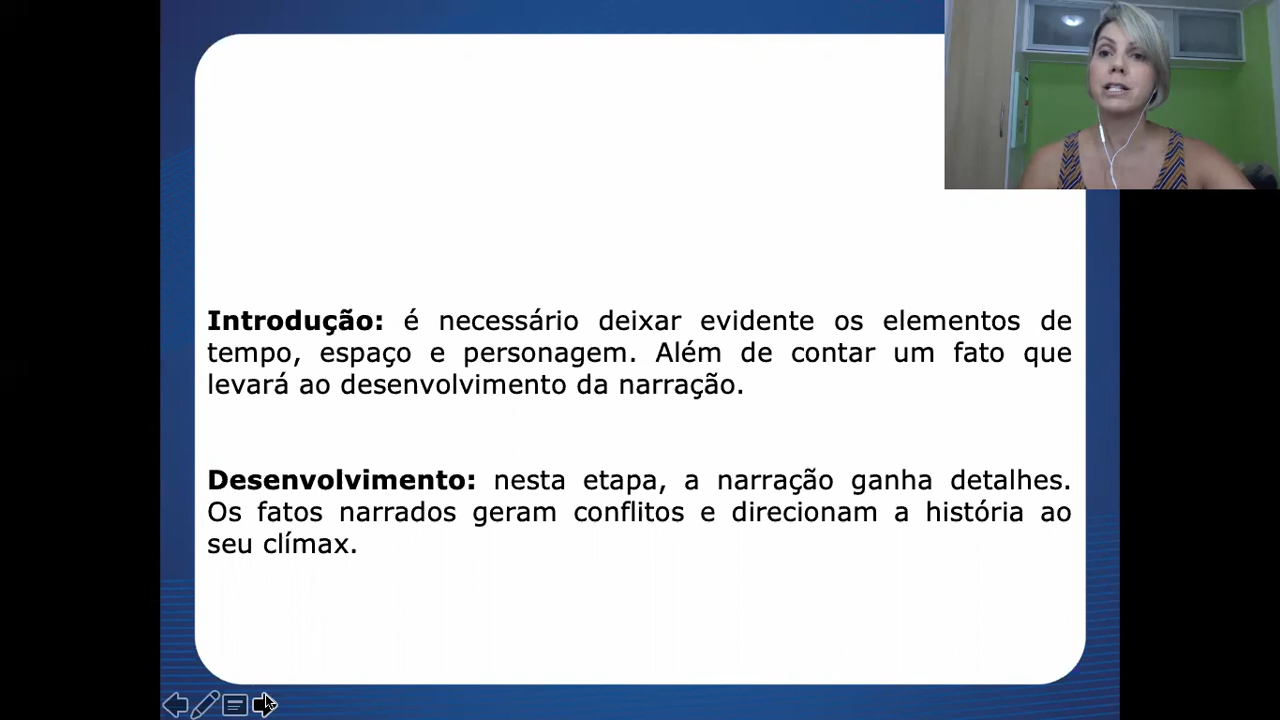 Introdução: é necessário deixar evidente os elementos de
tempo, espaço e personagem. Além de contar um fato que
levará ao desenvolvimento da narração.
Desenvolvimento: nesta etapa, a narração ganha detalhes.
Os fatos narrados geram conflitos e direcionam a história ao
seu clímax.